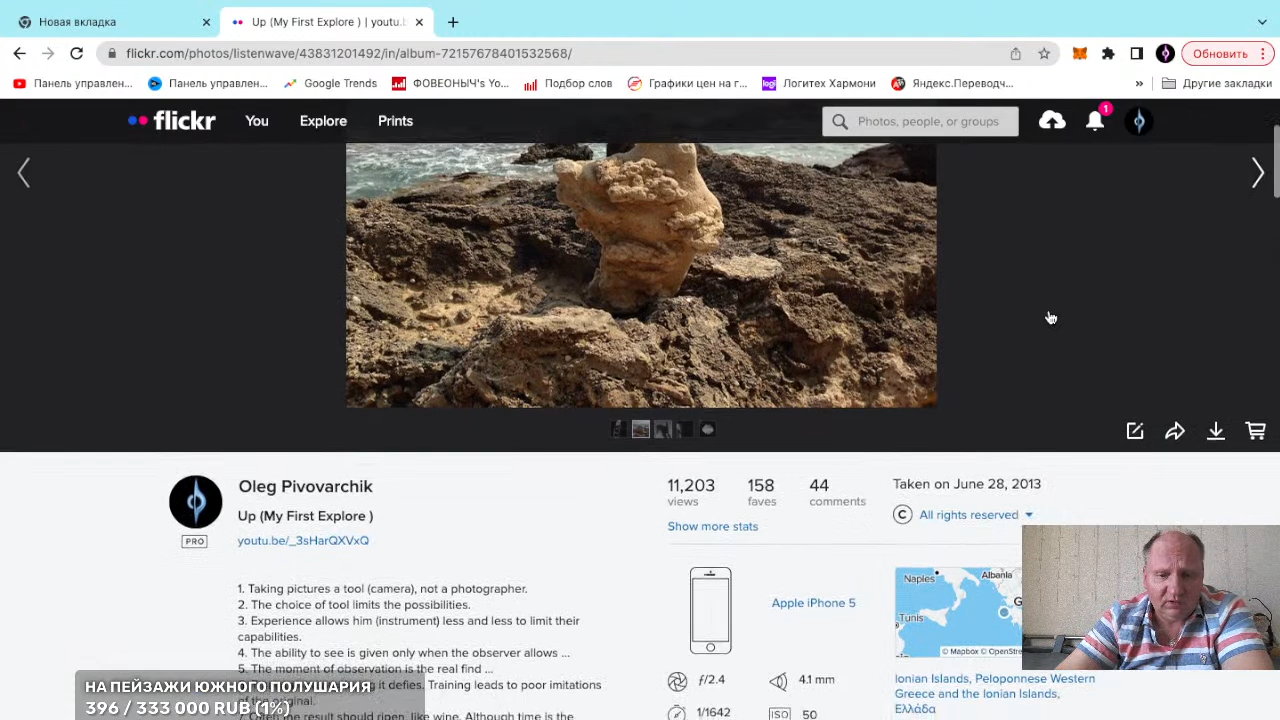 Новая вкладка
Up (My First Explore ) | youtu.b
flickr.com/photos/listenwave/43831201492/in/album-72157678401532568/
Обновить
Панель управлен...
Панель управлен...
Google Trends
ФОВЕОНЫЧ's Yo...
Подбор слов
Графики цен на г...
Логитех Хармони
Яндекс.Переводч...
»
Другие закладки
flickr
You
Explore
Prints
Photos, people, or groups
1
Oleg Pivovarchik
Up (My First Explore )
PRO
youtu.be/_3sHarQXVxQ
11,203
views
158
faves
44
comments
Show more stats
Taken on June 28, 2013
All rights reserved
1. Taking pictures a tool (camera), not a photographer.
2. The choice of tool limits the possibilities.
3. Experience allows him (instrument) less and less to limit their
capabilities.
4. The ability to see is given only when the observer allows ...
5. The moment of observation is the real find ...
it defies. Training leads to poor imitations
Apple iPhone 5
ƒ/2.4
4.1 mm
1/1642
ISO
50
Naples
Albania
G
Tunis
© Mapbox © OpenStre
Ionian Islands, Peloponnese Western
Greece and the Ionian Islands,
Ελλάδα
НА ПЕЙЗАЖИ ЮЖНОГО ПОЛУШАРИЯ
396 / 333 000 RUB (1%)